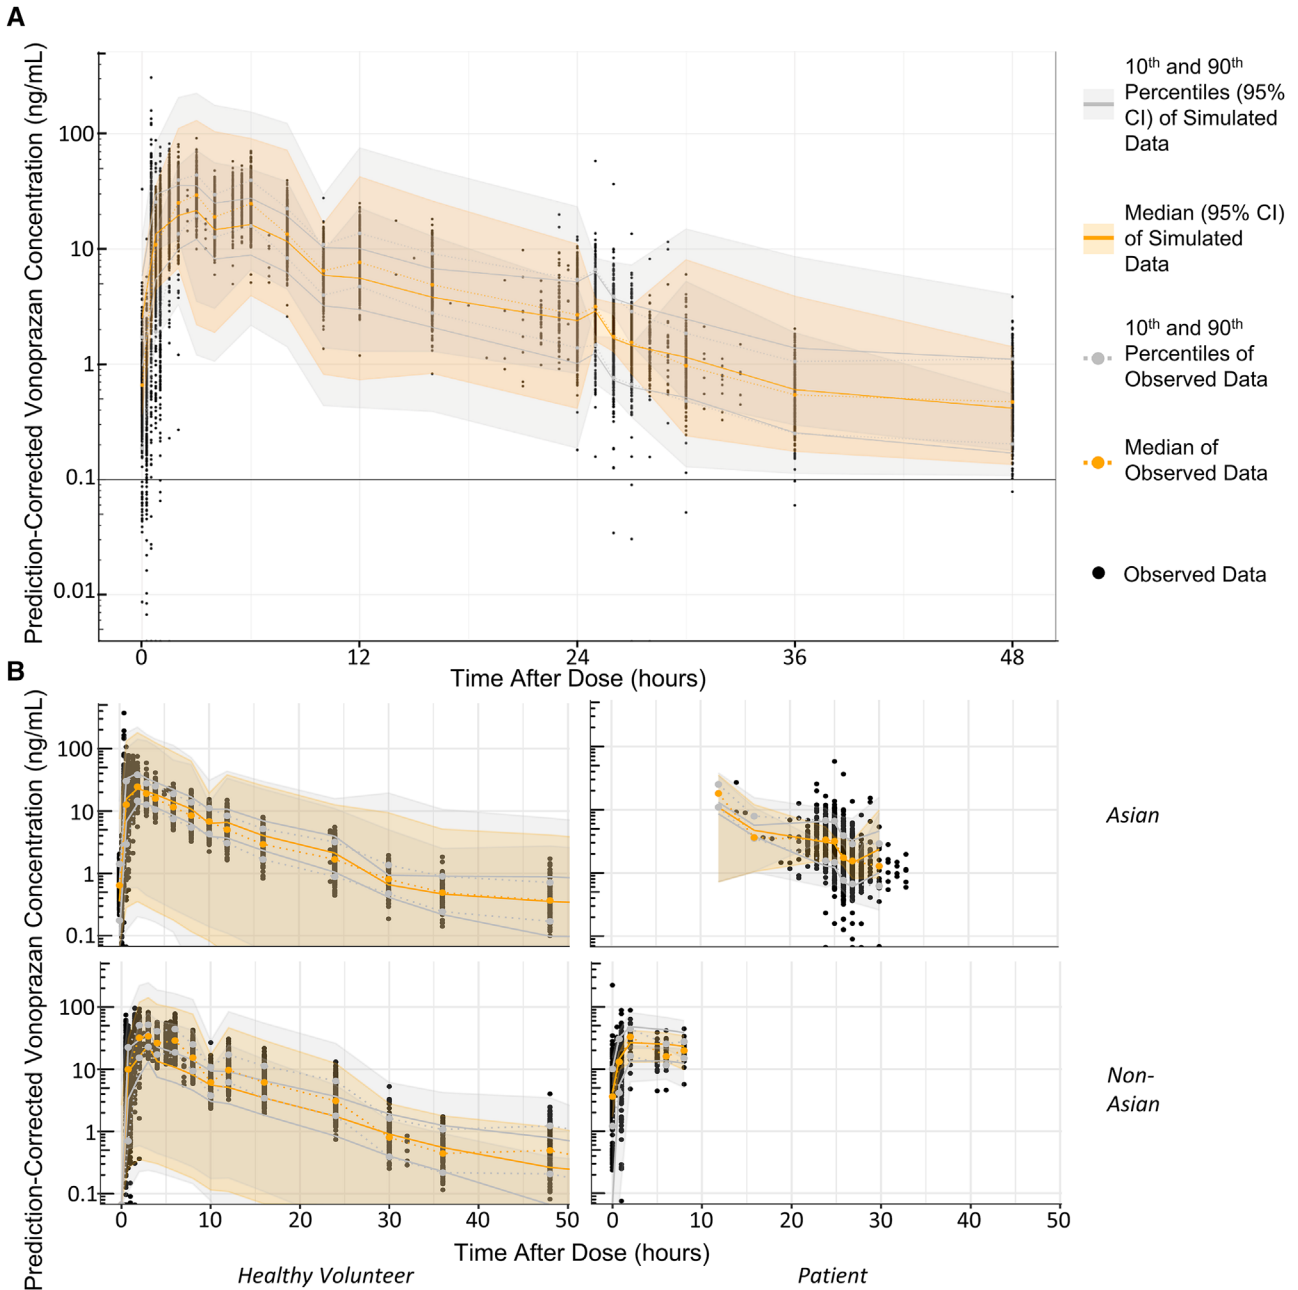 A
Prediction-Corrected Vonoprazan Concentration (ng/mL)
100
10
1
0.1
0.01
0
12
24
36
48
Time After Dose (hours)
10th and 90th
Percentiles (95%
CI) of Simulated
Data
Median (95% CI)
of Simulated
Data
10th and 90th
Percentiles of
Observed Data
Median of
Observed Data
Observed Data
B
Prediction-Corrected Vonoprazan Concentration (ng/mL)
100
10
1
0.1
Asian
100
10
1
0.1
Non-
Asian
0
10
20
30
40
50
0
10
20
30
40
50
Time After Dose (hours)
Healthy Volunteer
Patient